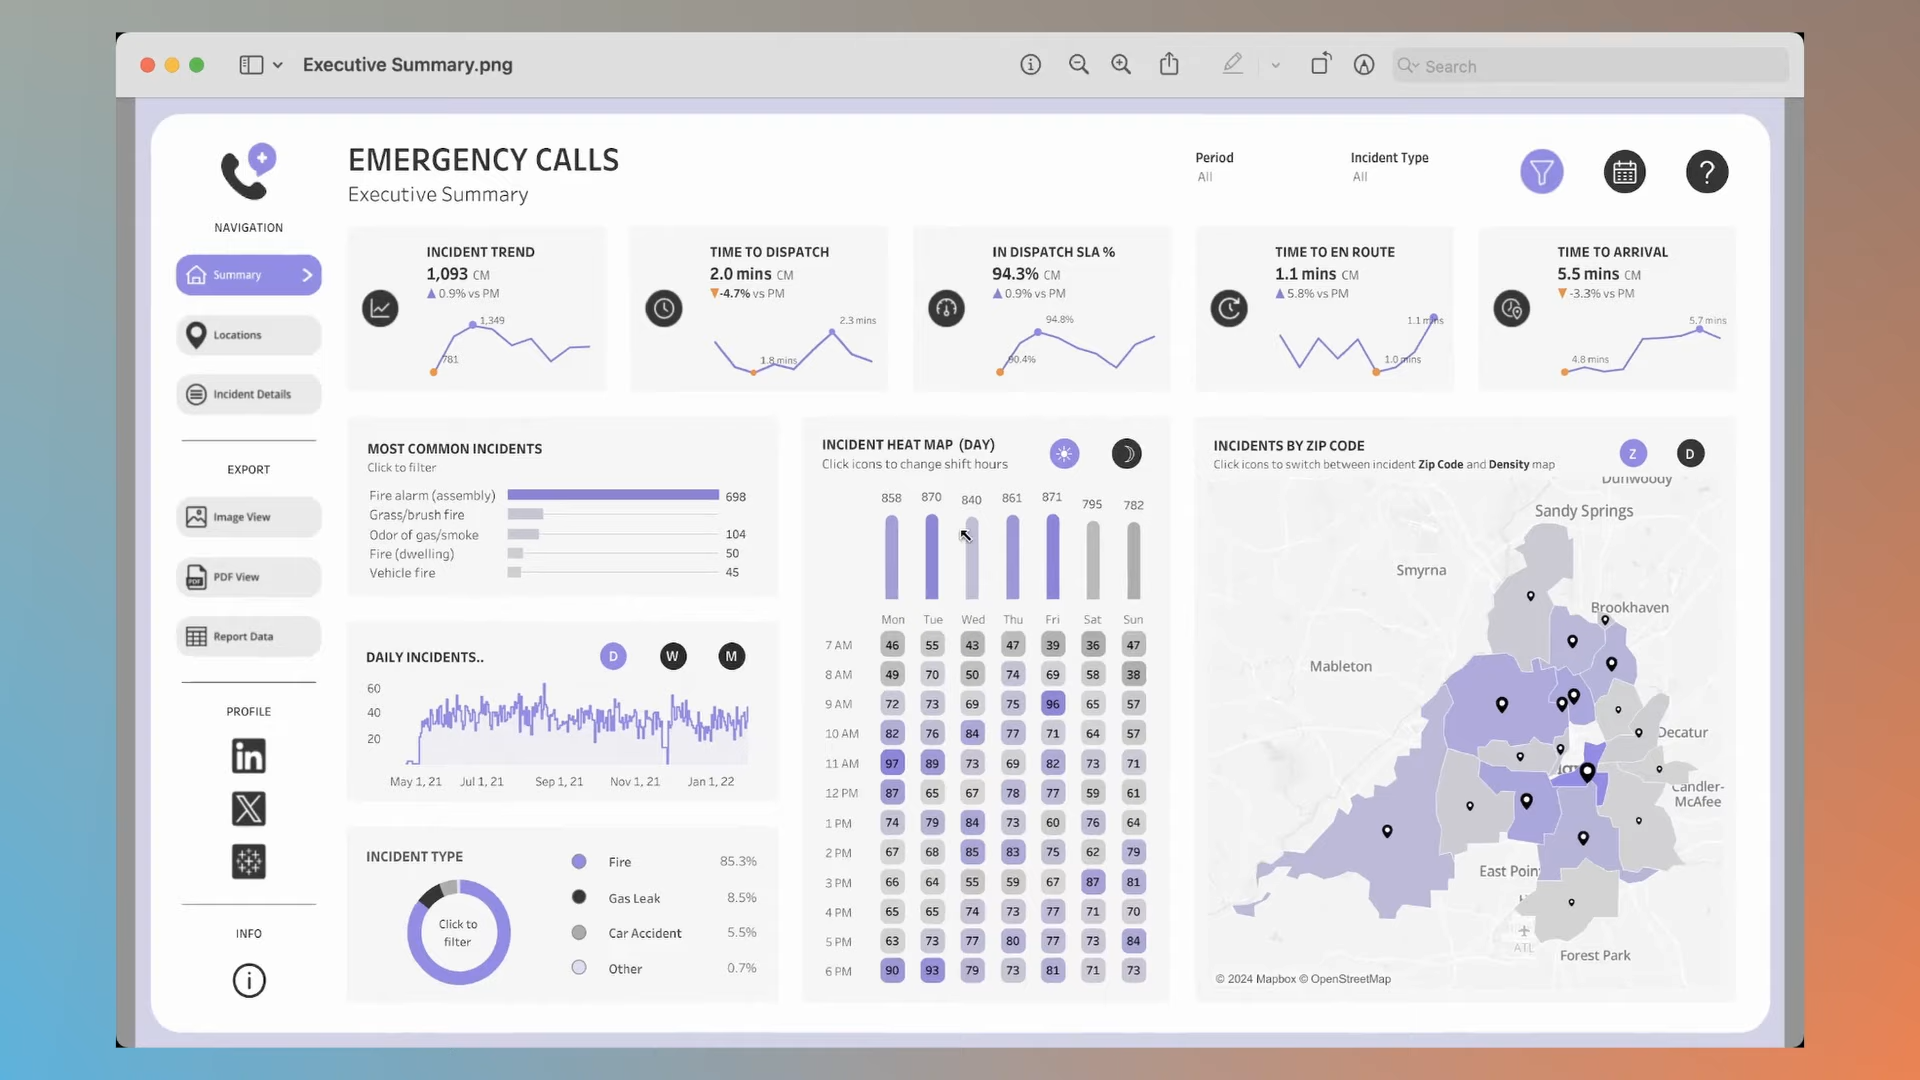 Executive Summary.png
Search
EMERGENCY CALLS
Executive Summary
Period
All
Incident Type
All
?
NAVIGATION
Summary
Locations
Incident Details
EXPORT
Image View
PDF View
Report Data
PROFILE
in
X
INFO
i
INCIDENT TREND
1,093 CM
▲ 0.9% vs PM
1,349
781
TIME TO DISPATCH
2.0 mins CM
▼-4.7% vs PM
2.3 mins
1.8 mins
IN DISPATCH SLA %
94.3% CM
▲ 0.9% vs PM
94.8%
90.4%
TIME TO EN ROUTE
1.1 mins CM
▲ 5.8% vs PM
1.1 mins
1.0 mins
TIME TO ARRIVAL
5.5 mins CM
▼ -3.3% vs PM
5.7 mins
4.8 mins
MOST COMMON INCIDENTS
Click to filter
Fire alarm (assembly) 698
Grass/brush fire
Odor of gas/smoke 104
Fire (dwelling) 50
Vehicle fire 45
DAILY INCIDENTS..
D W M
60
40
20
May 1, 21 Jul 1, 21 Sep 1, 21 Nov 1, 21 Jan 1, 22
INCIDENT TYPE
Click to
filter
Fire 85.3%
Gas Leak 8.5%
Car Accident 5.5%
Other 0.7%
INCIDENT HEAT MAP (DAY)
Click icons to change shift hours
858 870 840 861 871 795 782
Mon Tue Wed Thu Fri Sat Sun
7 AM 46 55 43 47 39 36 47
8 AM 49 70 50 74 69 58 38
9 AM 72 73 69 75 96 65 57
10 AM 82 76 84 77 71 64 57
11 AM 97 89 73 69 82 73 71
12 PM 87 65 67 78 77 59 61
1 PM 74 79 84 73 60 76 64
2 PM 67 68 85 83 75 62 79
3 PM 66 64 55 59 67 87 81
4 PM 65 65 74 73 77 71 70
5 PM 63 73 77 80 77 73 84
6 PM 90 93 79 73 81 71 73
INCIDENTS BY ZIP CODE
Click icons to switch between incident Zip Code and Density map
Z D
Dunwoody
Sandy Springs
Smyrna
Brookhaven
Mableton
Decatur
Candler-
McAfee
East Poin
ATL
Forest Park
© 2024 Mapbox © OpenStreetMap